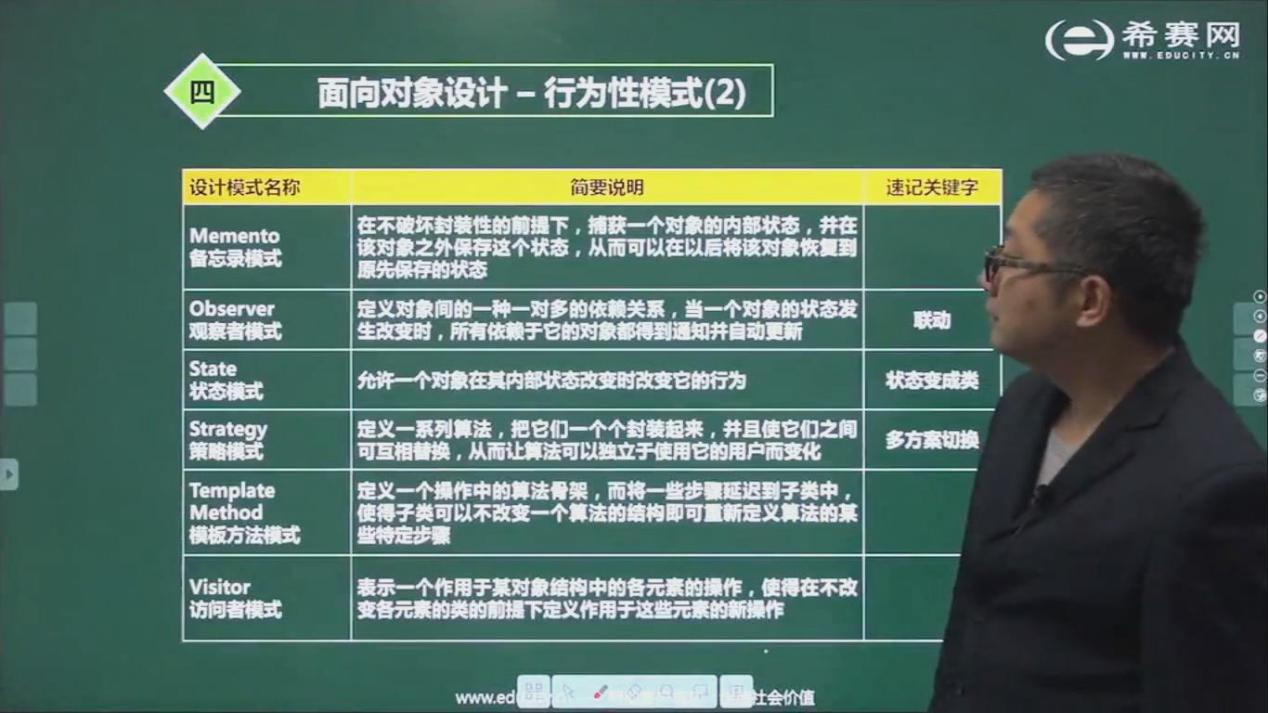 希赛网
WWW.EDUCITY.CN
四
面向对象设计 – 行为性模式(2)
设计模式名称
简要说明
速记关键字
Memento
备忘录模式
在不破坏封装性的前提下，捕获一个对象的内部状态，并在
该对象之外保存这个状态，从而可以在以后将该对象恢复到
原先保存的状态
Observer
观察者模式
定义对象间的一种一对多的依赖关系，当一个对象的状态发
生改变时，所有依赖于它的对象都得到通知并自动更新
联动
State
状态模式
允许一个对象在其内部状态改变时改变它的行为
状态变成类
Strategy
策略模式
定义一系列算法，把它们一个个封装起来，并且使它们之间
可互相替换，从而让算法可以独立于使用它的用户而变化
多方案切换
Template
Method
模板方法模式
定义一个操作中的算法骨架，而将一些步骤延迟到子类中，
使得子类可以不改变一个算法的结构即可重新定义算法的某
些特定步骤
Visitor
访问者模式
表示一个作用于某对象结构中的各元素的操作，使得在不改
变各元素的类的前提下定义作用于这些元素的新操作
www.ed
社会价值